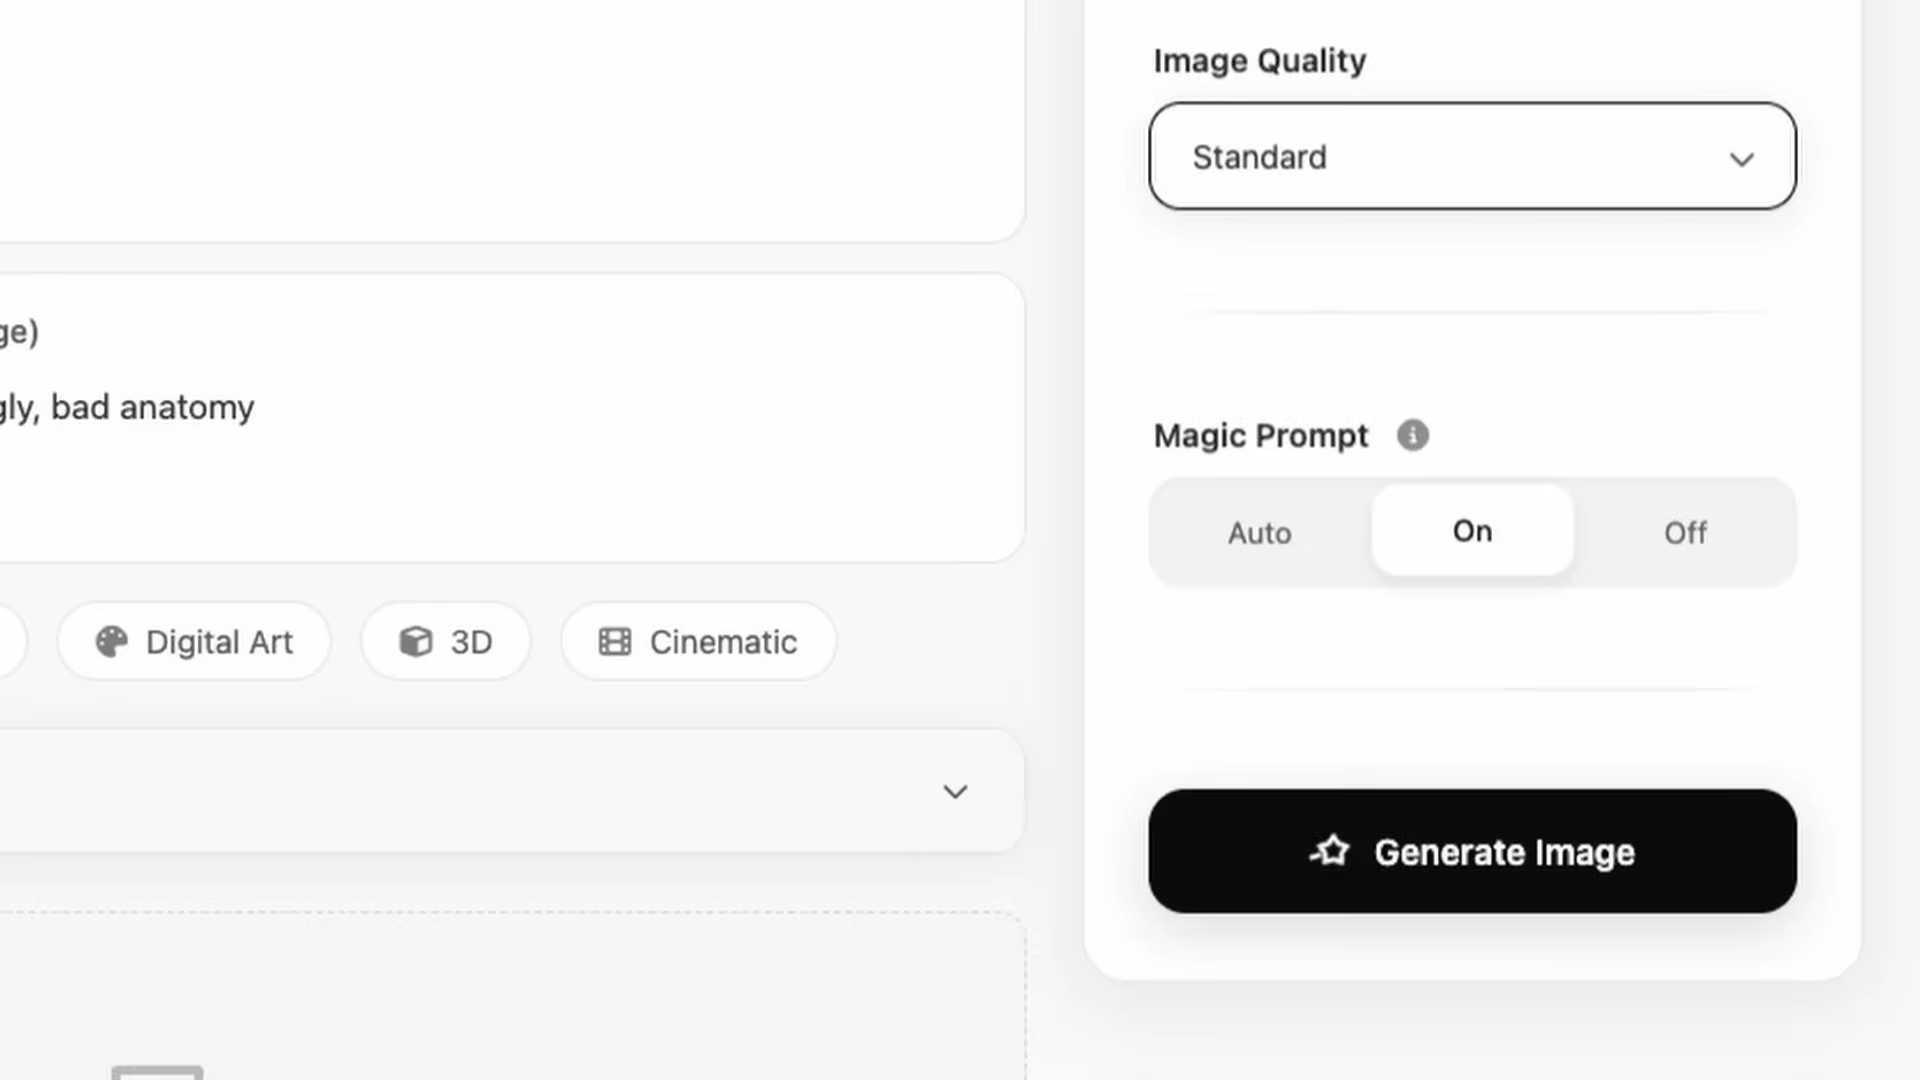 Image Quality
Standard
ge)
gly, bad anatomy
Magic Prompt
Auto On Off
Digital Art 3D Cinematic
Generate Image